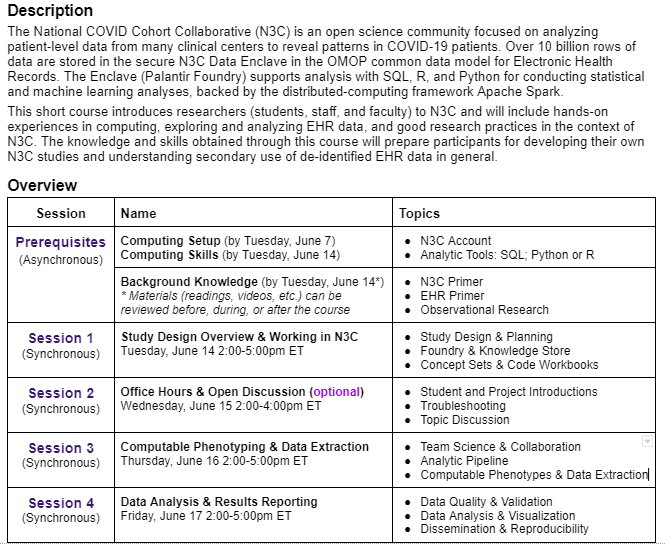 Description
The National COVID Cohort Collaborative (N3C) is an open science community focused on analyzing
patient-level data from many clinical centers to reveal patterns in COVID-19 patients. Over 10 billion rows of
data are stored in the secure N3C Data Enclave in the OMOP common data model for Electronic Health
Records. The Enclave (Palantir Foundry) supports analysis with SQL, R, and Python for conducting statistical
and machine learning analyses, backed by the distributed-computing framework Apache Spark.
This short course introduces researchers (students, staff, and faculty) to N3C and will include hands-on
experiences in computing, exploring and analyzing EHR data, and good research practices in the context of
N3C. The knowledge and skills obtained through this course will prepare participants for developing their own
N3C studies and understanding secondary use of de-identified EHR data in general.
Overview
Session
Name
Topics
Prerequisites
(Asynchronous)
Computing Setup (by Tuesday, June 7)
Computing Skills (by Tuesday, June 14)
● N3C Account
● Analytic Tools: SQL; Python or R
Background Knowledge (by Tuesday, June 14*)
* Materials (readings, videos, etc.) can be
reviewed before, during, or after the course
● N3C Primer
● EHR Primer
● Observational Research
Session 1
(Synchronous)
Study Design Overview & Working in N3C
Tuesday, June 14 2:00-5:00pm ET
● Study Design & Planning
● Foundry & Knowledge Store
● Concept Sets & Code Workbooks
Session 2
(Synchronous)
Office Hours & Open Discussion (optional)
Wednesday, June 15 2:00-4:00pm ET
● Student and Project Introductions
● Troubleshooting
● Topic Discussion
Session 3
(Synchronous)
Computable Phenotyping & Data Extraction
Thursday, June 16 2:00-5:00pm ET
● Team Science & Collaboration
● Analytic Pipeline
● Computable Phenotypes & Data Extraction
Session 4
(Synchronous)
Data Analysis & Results Reporting
Friday, June 17 2:00-5:00pm ET
● Data Quality & Validation
● Data Analysis & Visualization
● Dissemination & Reproducibility